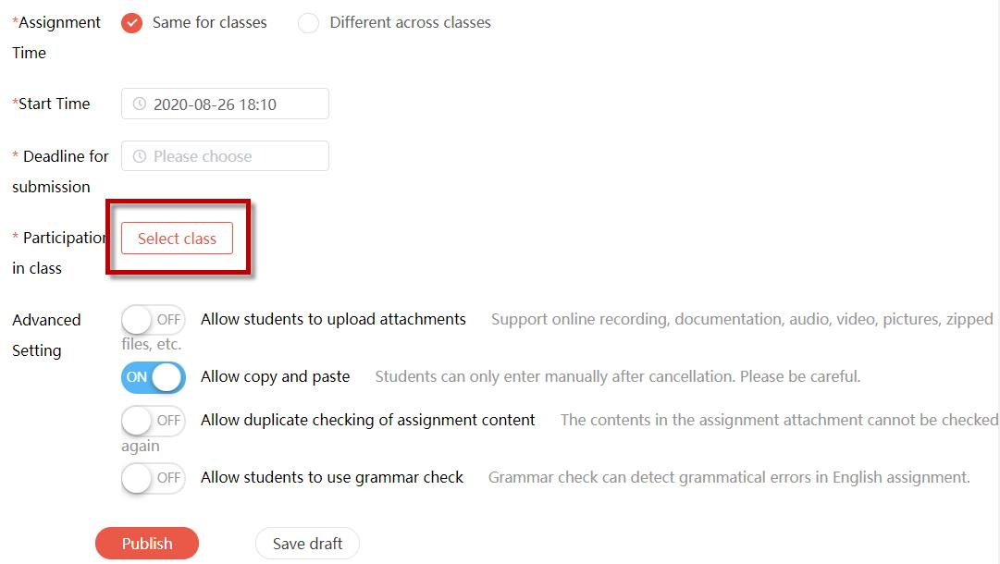 *Assignment Time Same for classes Different across classes
*Start Time 2020-08-26 18:10
* Deadline for submission Please choose
* Participation in class Select class
Advanced Setting
OFF Allow students to upload attachments Support online recording, documentation, audio, video, pictures, zipped
files, etc.
ON Allow copy and paste Students can only enter manually after cancellation. Please be careful.
OFF Allow duplicate checking of assignment content The contents in the assignment attachment cannot be checked
again
OFF Allow students to use grammar check Grammar check can detect grammatical errors in English assignment.
Publish Save draft